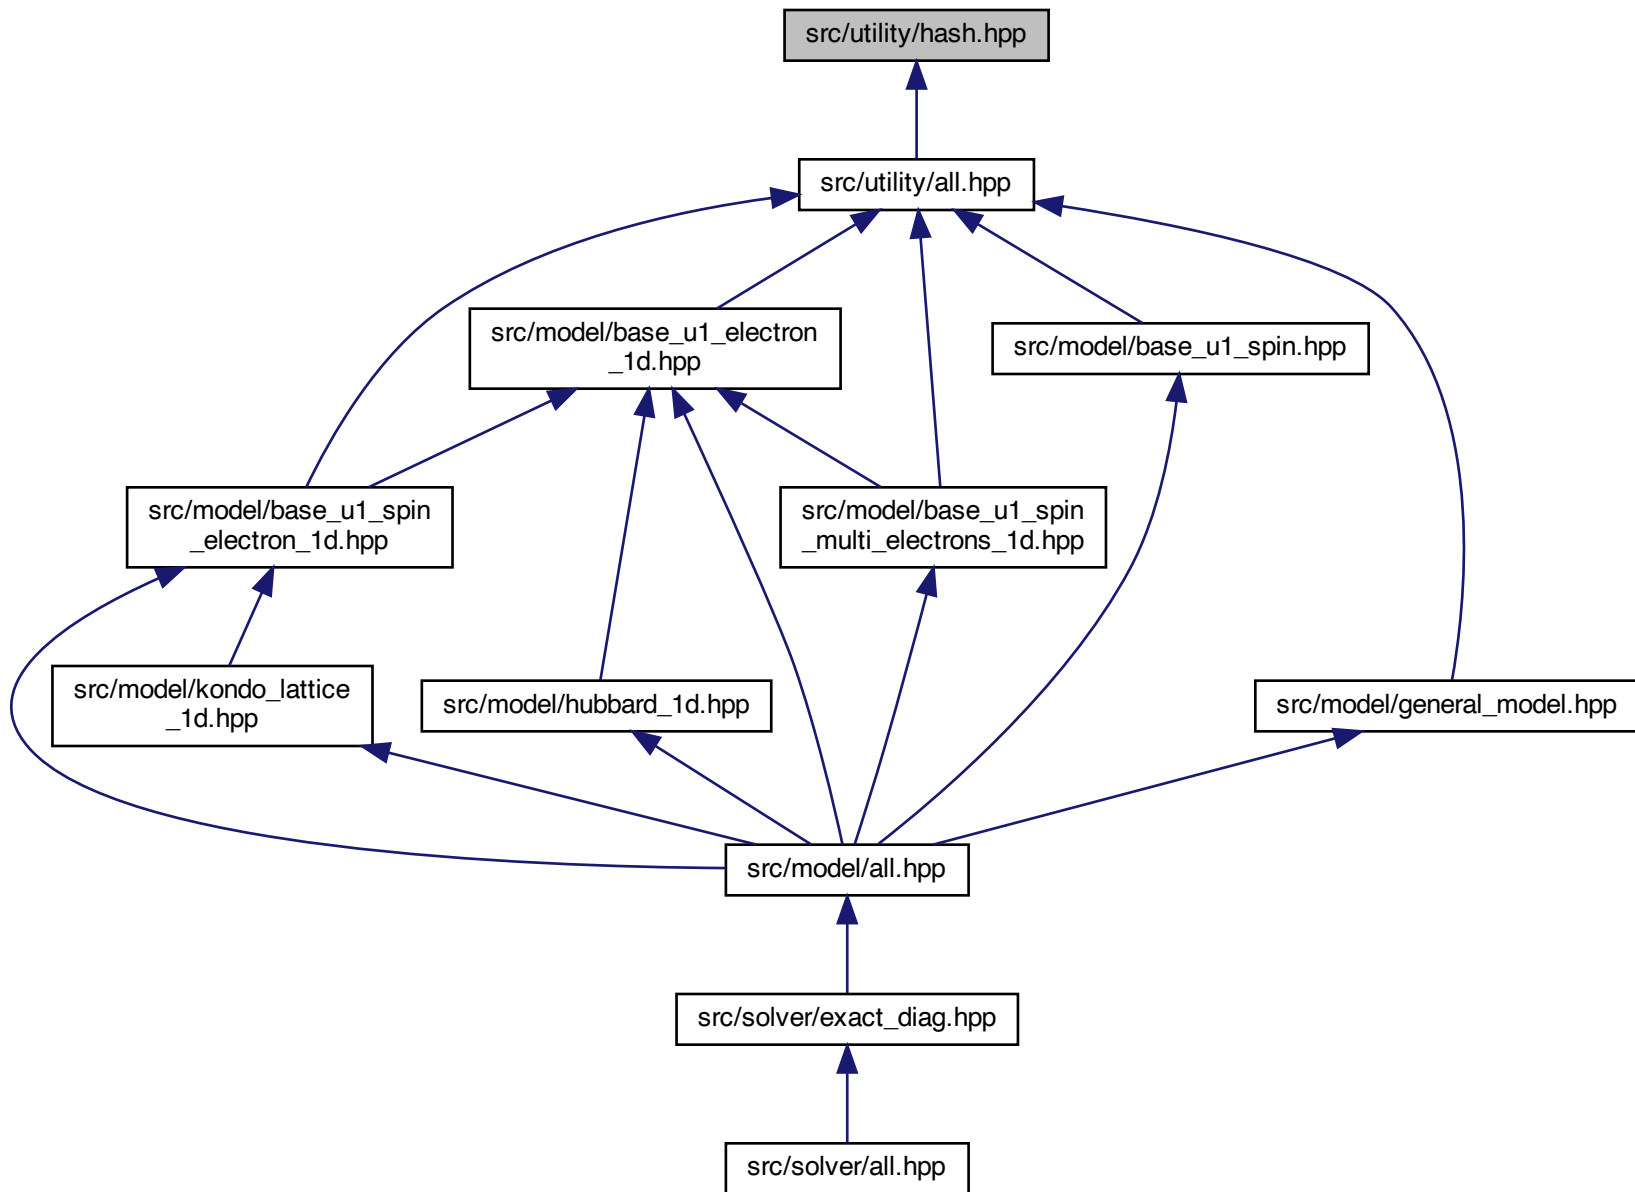 src/utility/hash.hpp
src/utility/all.hpp
src/model/base_u1_electron
_1d.hpp
src/model/base_u1_spin.hpp
src/model/base_u1_spin
_electron_1d.hpp
src/model/base_u1_spin
_multi_electrons_1d.hpp
src/model/kondo_lattice
_1d.hpp
src/model/hubbard_1d.hpp
src/model/general_model.hpp
src/model/all.hpp
src/solver/exact_diag.hpp
src/solver/all.hpp